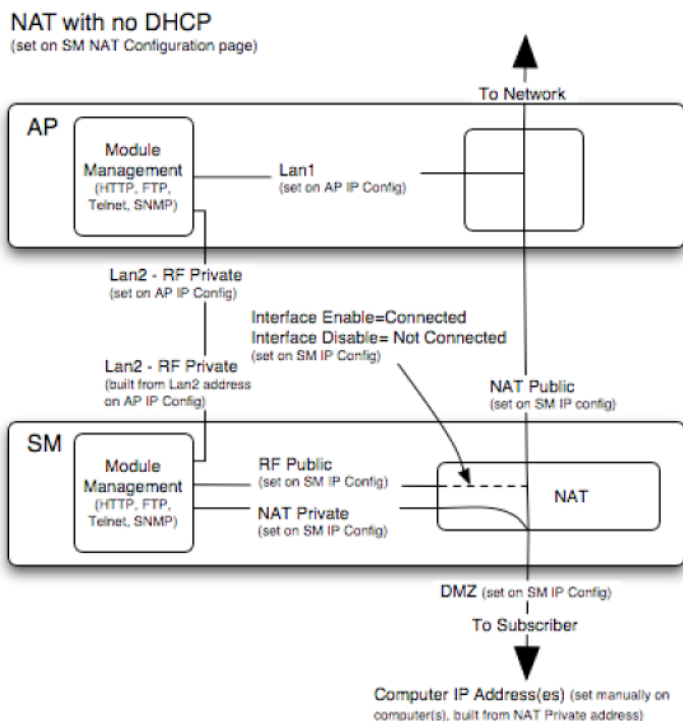 NAT with no DHCP
(set on SM NAT Configuration page)
To Network
AP
Module
Management
(HTTP, FTP,
Telnet, SNMP)
Lan1
(set on AP IP Config)
Lan2 - RF Private
(set on AP IP Config)
Interface Enable=Connected
Interface Disable= Not Connected
(set on SM IP Config)
Lan2 - RF Private
(built from Lan2 address
on AP IP Config)
NAT Public
(set on SM IP config)
SM
Module
Management
(HTTP, FTP,
Telnet, SNMP)
RF Public
(set on SM IP Config)
NAT Private
(set on SM IP Config)
NAT
DMZ (set on SM IP Config)
To Subscriber
Computer IP Address(es) (set manually on
computer(s), built from NAT Private address)